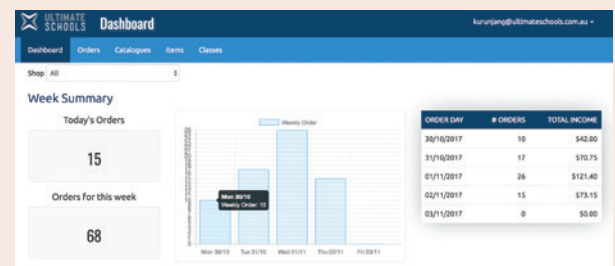 ULTIMATE SCHOOLS Dashboard kurunjang@ultimateschools.com.au
Dashboard Orders Catalogues Items Classes
Shop All
Week Summary
Today's Orders
15
Orders for this week
68
Weekly Order
Mon 30/10
Weekly Order: 10
Mon 30/10 Tue 31/10 Wed 01/11 Thu 02/11 Fri 03/11
ORDER DAY # ORDERS TOTAL INCOME
30/10/2017 10 $42.00
31/10/2017 17 $70.75
01/11/2017 26 $121.40
02/11/2017 15 $73.15
03/11/2017 0 $0.00